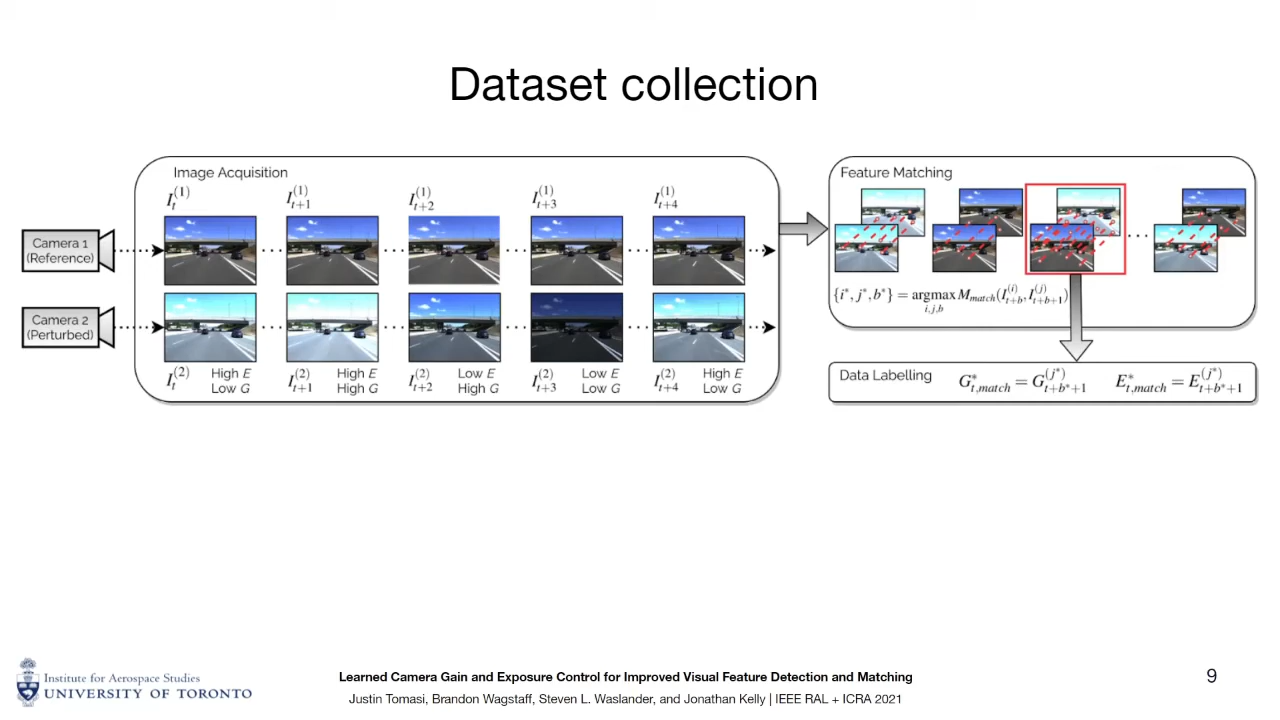 Dataset collection
Image Acquisition
I_t^{(1)} I_{t+1}^{(1)} I_{t+2}^{(1)} I_{t+3}^{(1)} I_{t+4}^{(1)}
Camera 1
(Reference)
Camera 2
(Perturbed)
I_t^{(2)} High E
Low G
I_{t+1}^{(2)} High E
High G
I_{t+2}^{(2)} Low E
High G
I_{t+3}^{(2)} Low E
Low G
I_{t+4}^{(2)} High E
Low G
Feature Matching
{i*, j*, b*} = argmax_{i,j,b} M_{match}(I_{t+b}^{(i)}, I_{t+b+1}^{(j)})
Data Labelling
G*_{t,match} = G_{t+b*+1}^{(j*)} E*_{t,match} = E_{t+b*+1}^{(j*)}
Institute for Aerospace Studies
UNIVERSITY OF TORONTO
Learned Camera Gain and Exposure Control for Improved Visual Feature Detection and Matching
Justin Tomasi, Brandon Wagstaff, Steven L. Waslander, and Jonathan Kelly | IEEE RAL + ICRA 2021
9